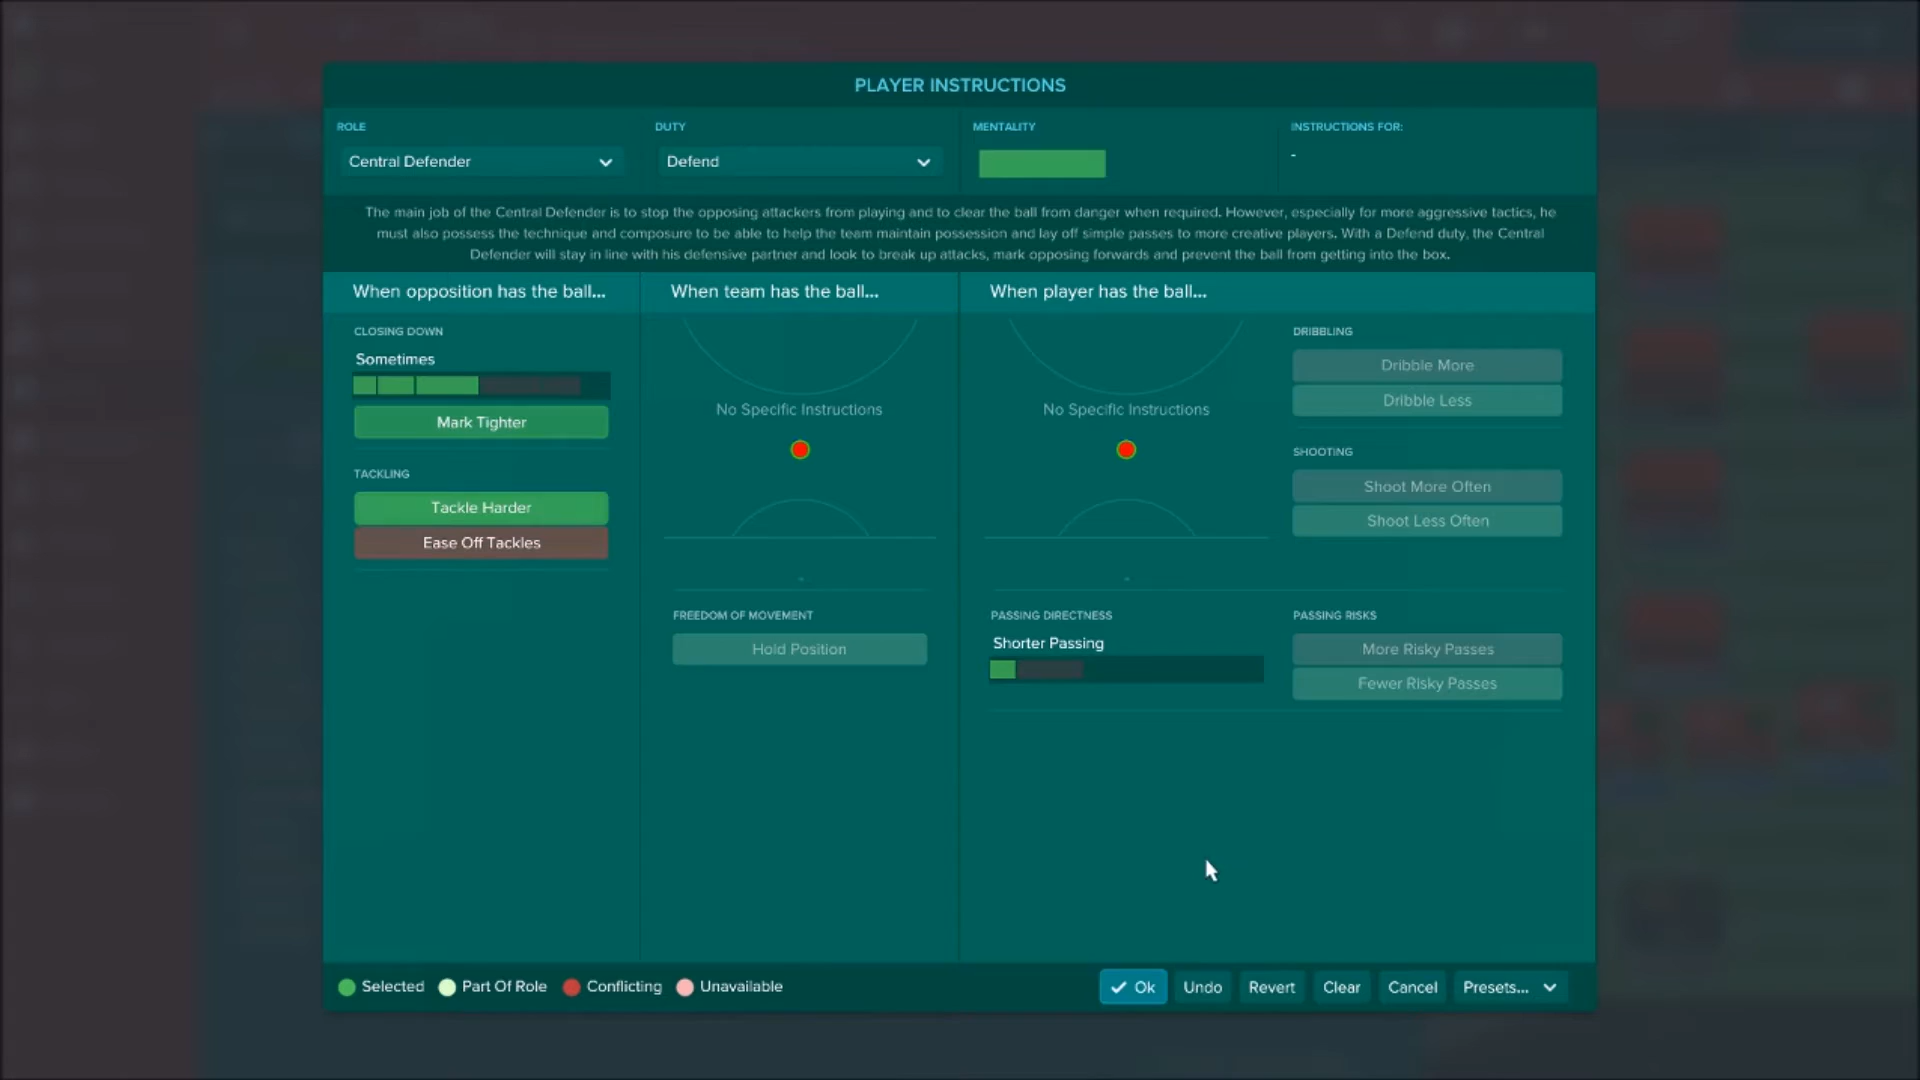 PLAYER INSTRUCTIONS
ROLE
DUTY
MENTALITY
INSTRUCTIONS FOR:
Central Defender
Defend
-
The main job of the Central Defender is to stop the opposing attackers from playing and to clear the ball from danger when required. However, especially for more aggressive tactics, he
must also possess the technique and composure to be able to help the team maintain possession and lay off simple passes to more creative players. With a Defend duty, the Central
Defender will stay in line with his defensive partner and look to break up attacks, mark opposing forwards and prevent the ball from getting into the box.
When opposition has the ball...
CLOSING DOWN
Sometimes
Mark Tighter
TACKLING
Tackle Harder
Ease Off Tackles
When team has the ball...
No Specific Instructions
-
FREEDOM OF MOVEMENT
Hold Position
When player has the ball...
No Specific Instructions
-
DRIBBLING
Dribble More
Dribble Less
SHOOTING
Shoot More Often
Shoot Less Often
PASSING DIRECTNESS
Shorter Passing
PASSING RISKS
More Risky Passes
Fewer Risky Passes
Selected
Part Of Role
Conflicting
Unavailable
Ok
Undo
Revert
Clear
Cancel
Presets...